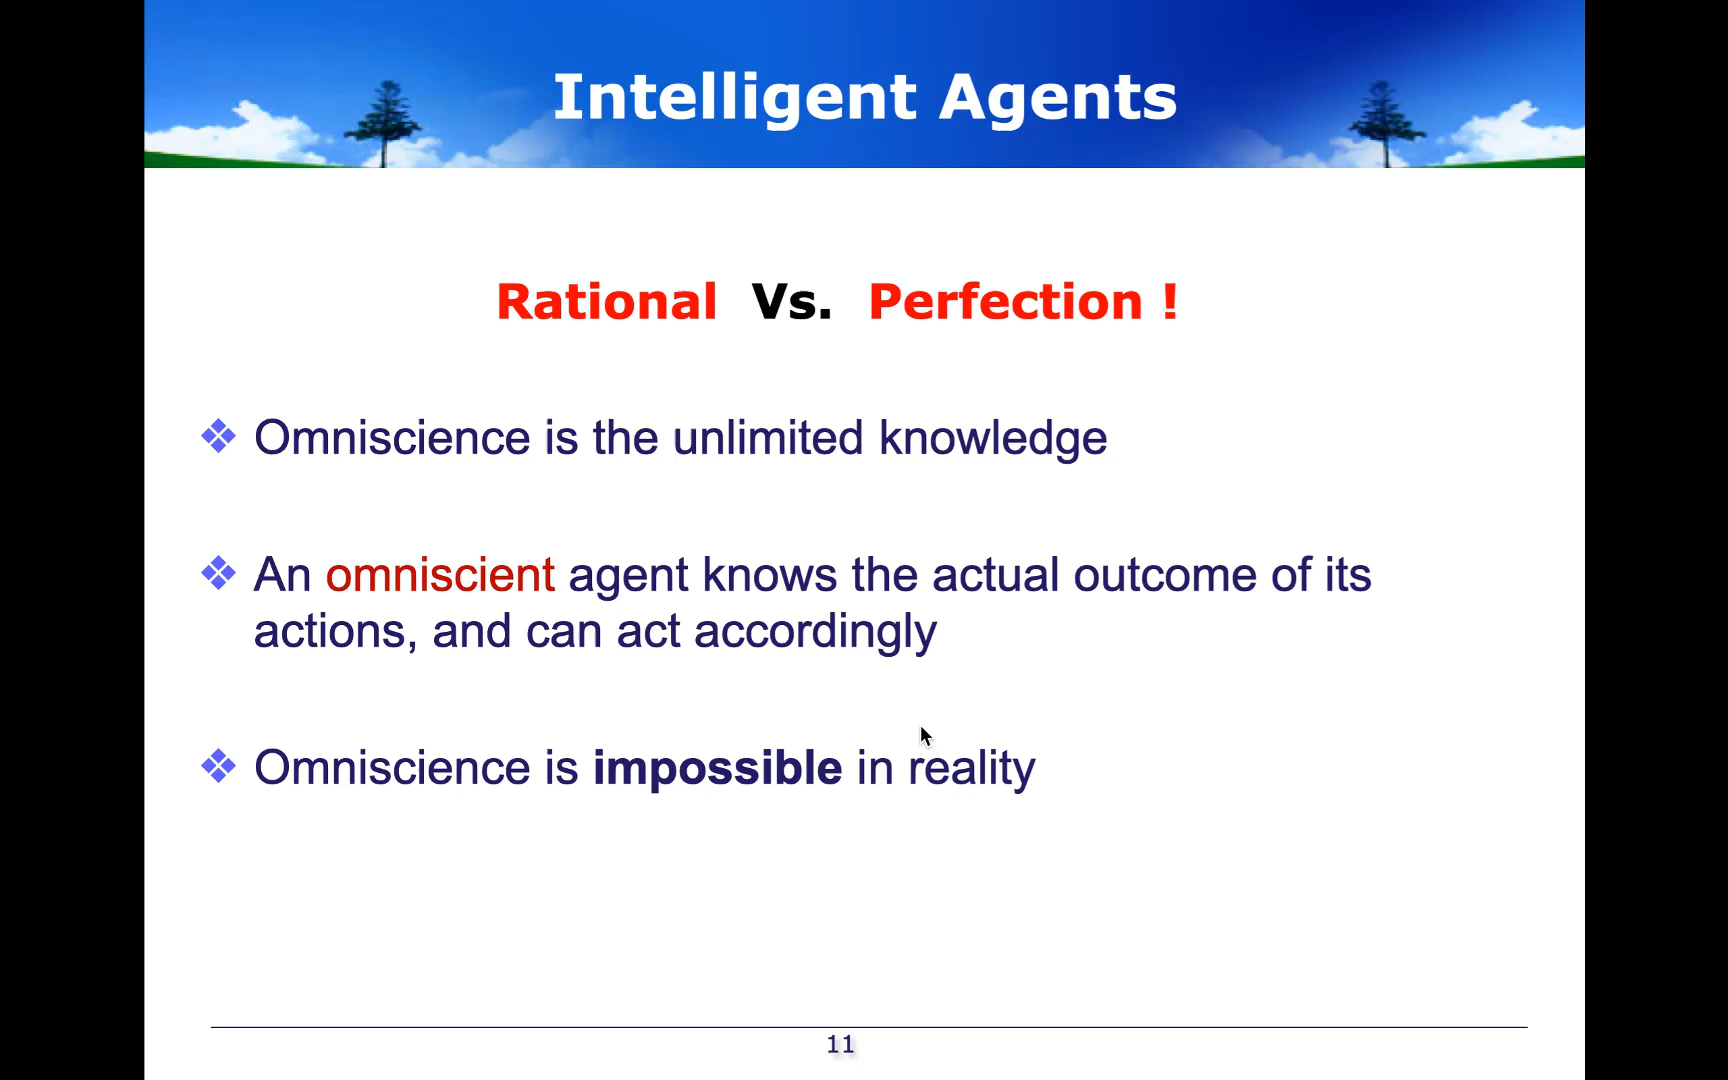 Intelligent Agents
Rational Vs. Perfection !
❖ Omniscience is the unlimited knowledge
❖ An omniscient agent knows the actual outcome of its
actions, and can act accordingly
❖ Omniscience is impossible in reality
11